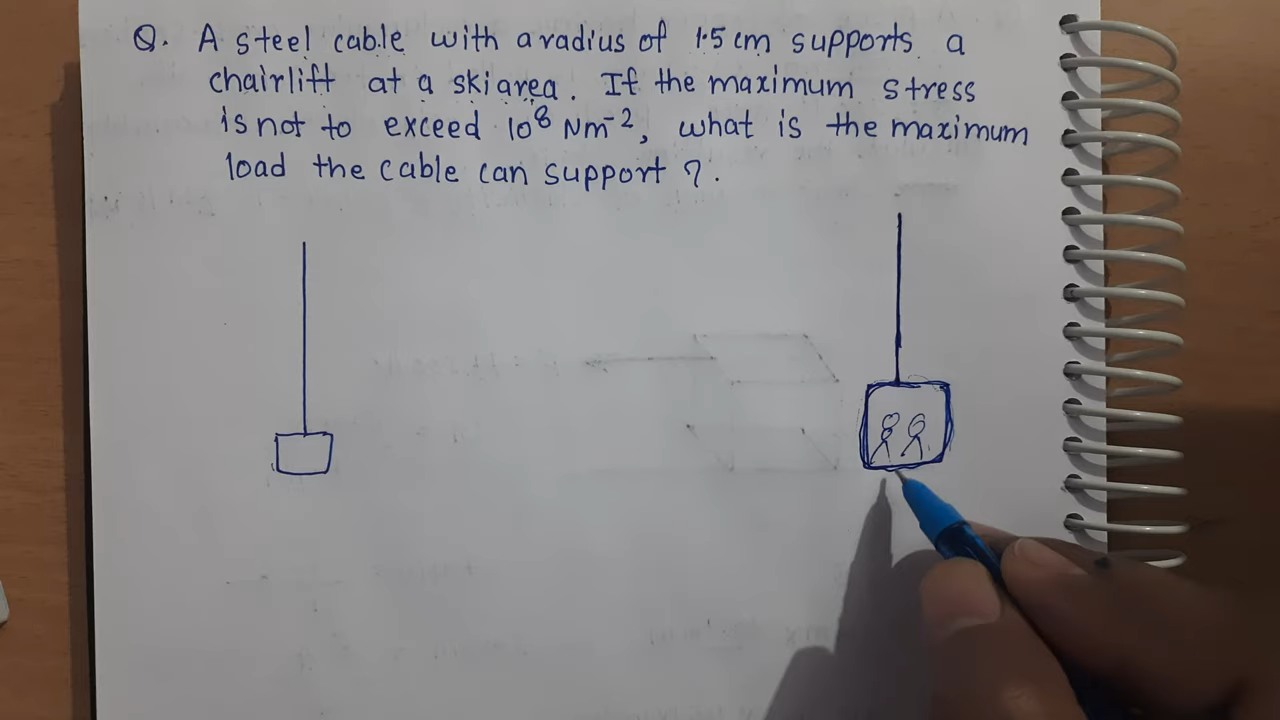 Q. A steel cable with a radius of 1.5 cm supports a
chairlift at a ski area. If the maximum stress
is not to exceed 10⁸ Nm⁻², what is the maximum
load the cable can support ?.